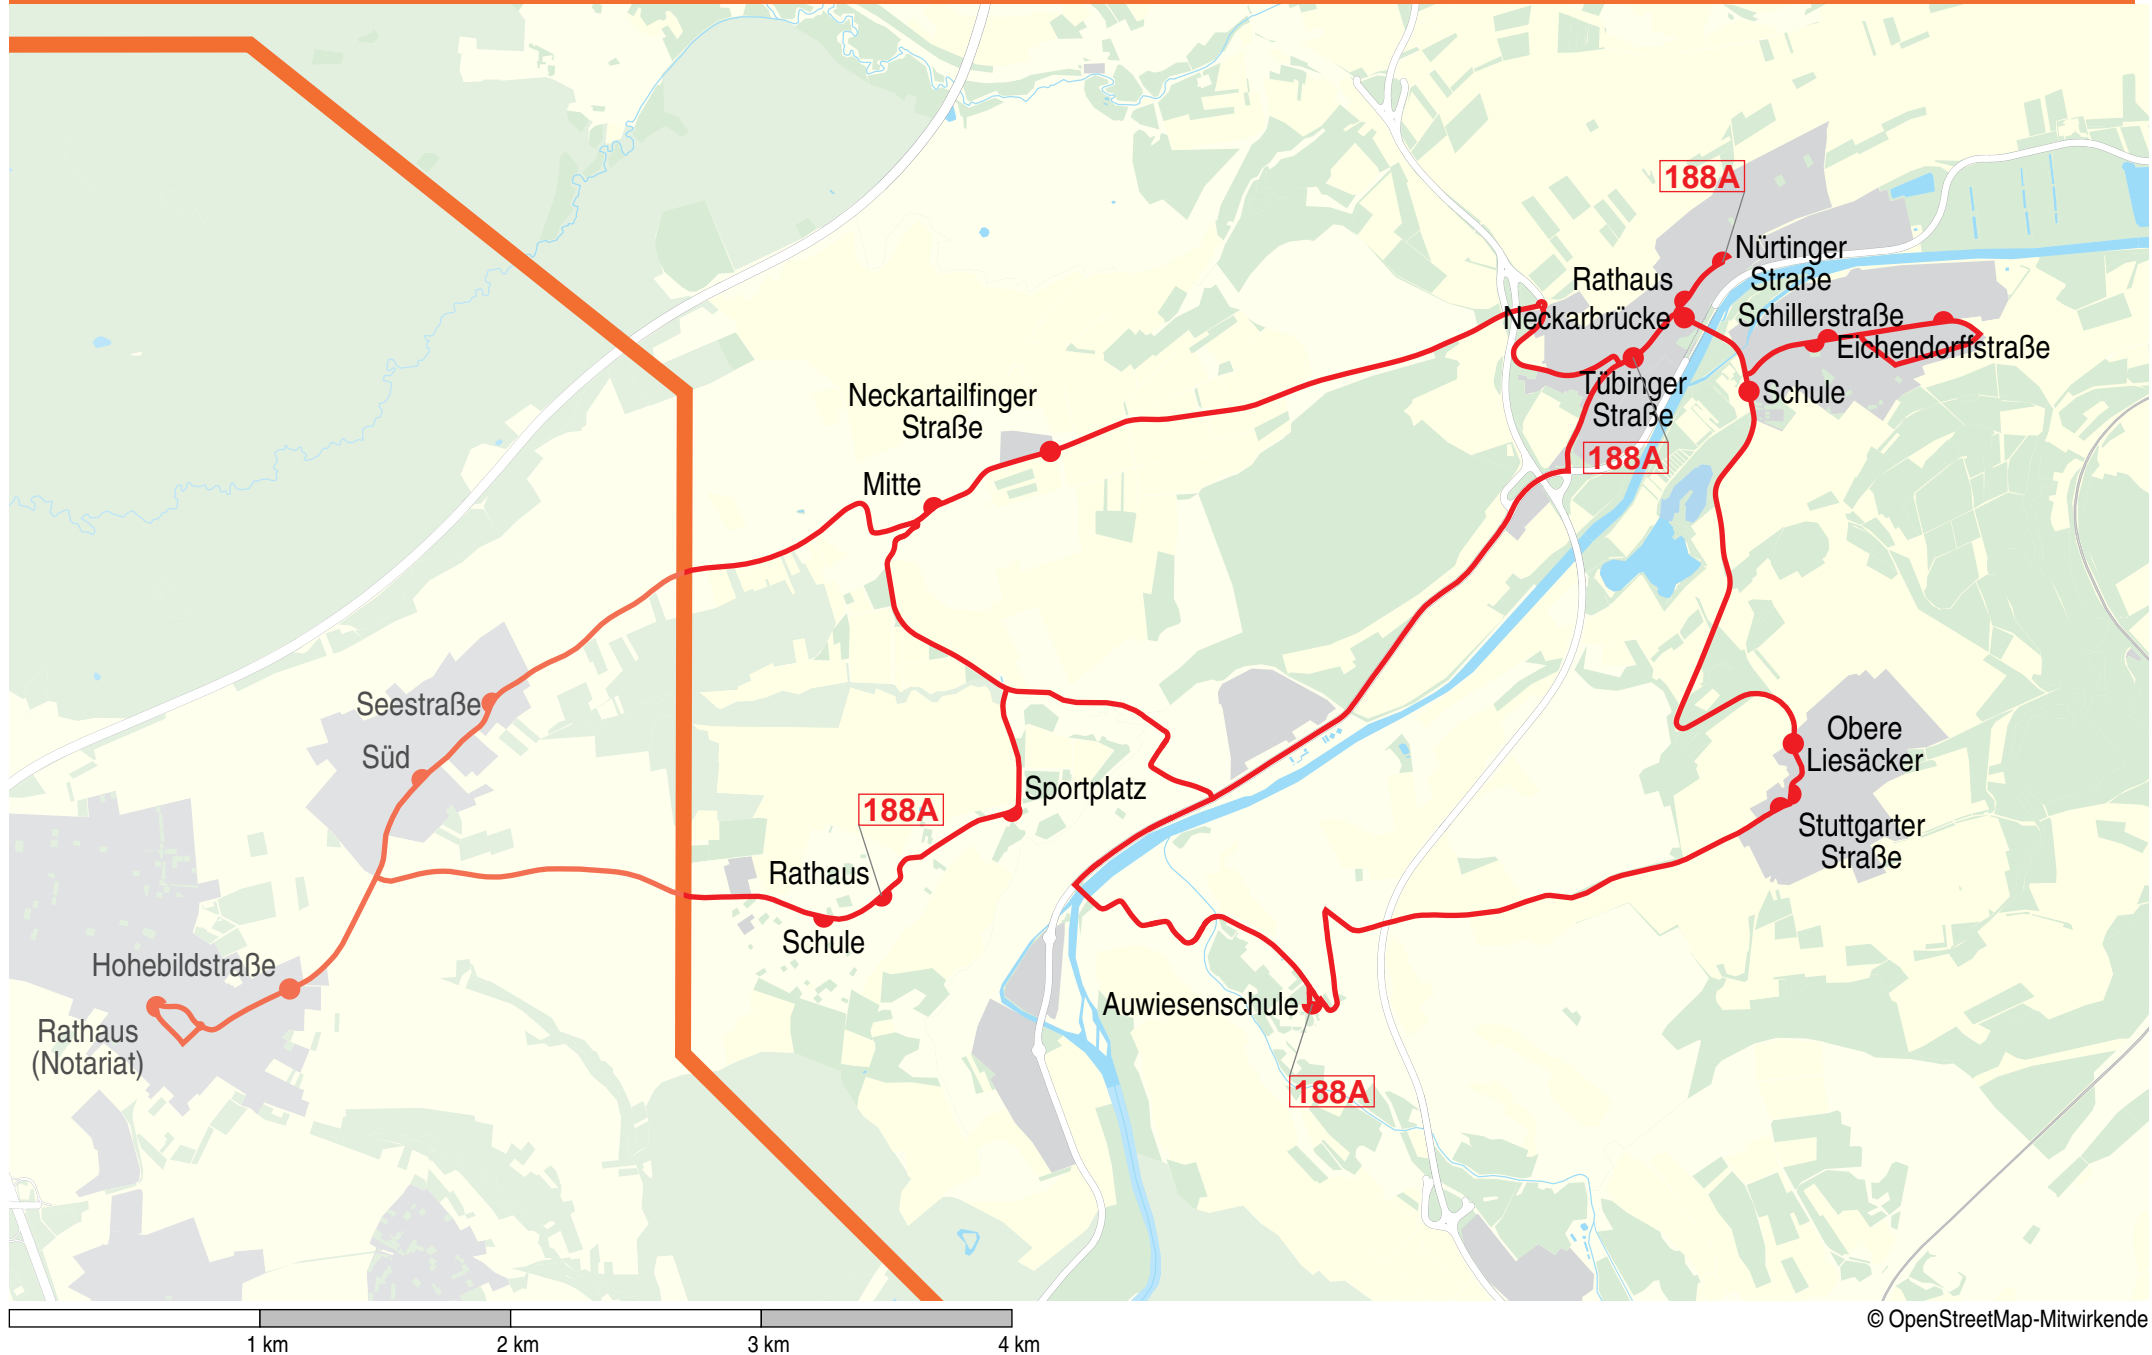 188A
Nürtinger
Straße
Rathaus
Neckarbrücke
Schillerstraße
Eichendorffstraße
Tübinger
Straße
Schule
188A
Neckartailfinger
Straße
Mitte
Seestraße
Süd
Obere
Liesäcker
Sportplatz
188A
Stuttgarter
Straße
Rathaus
Schule
Hohebildstraße
Rathaus
(Notariat)
Auwiesenschule
188A
1 km
2 km
3 km
4 km
© OpenStreetMap-Mitwirkende